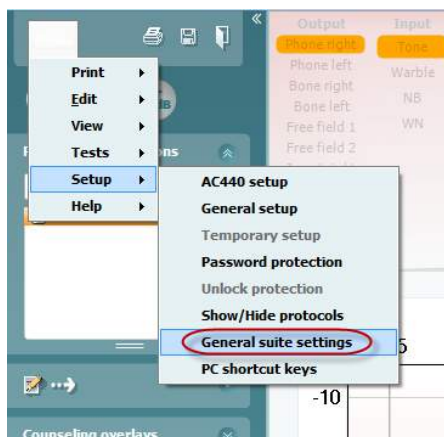 Output
Phone right
Phone left
Bone right
Bone left
Free field 1
Free field 2
Input
Tone
Warble
NB
WN
Print
Edit
View
Tests
Setup
Help
AC440 setup
General setup
Temporary setup
Password protection
Unlock protection
Show/Hide protocols
General suite settings
PC shortcut keys
dB
ns
5
-10
Counseling overlays